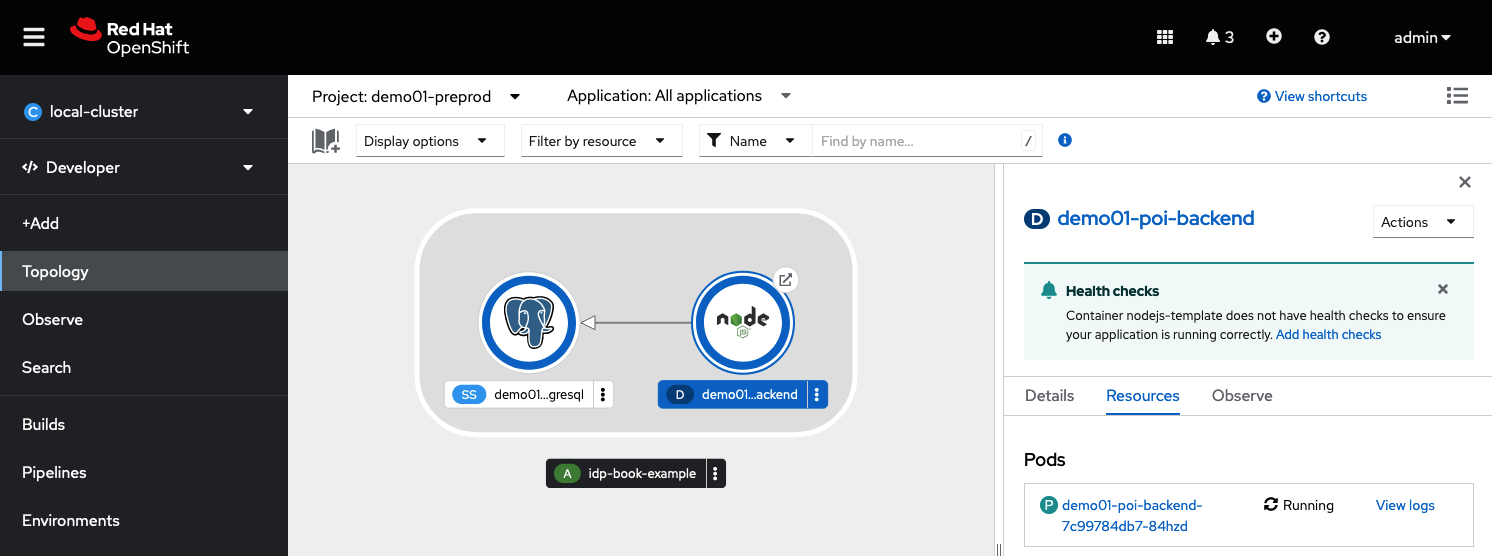 Red Hat
OpenShift
3
admin
C local-cluster
Project: demo01-preprod
Application: All applications
? View shortcuts
</> Developer
Display options
Filter by resource
Name
Find by name...
/
i
+Add
Topology
Observe
Search
Builds
Pipelines
Environments
node
JS
SS demo01...gresql
D demo01...ackend
A idp-book-example
D demo01-poi-backend
Actions
Health checks
Container nodejs-template does not have health checks to ensure
your application is running correctly. Add health checks
Details
Resources
Observe
Pods
P demo01-poi-backend-
7c99784db7-84hzd
Running
View logs